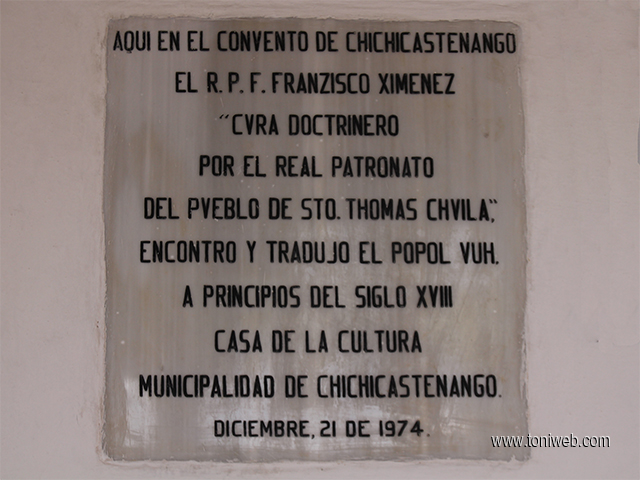 AQUI EN EL CONVENTO DE CHICHICASTENANGO
EL R. P. F. FRANZISCO XIMENEZ
“CVRA DOCTRINERO
POR EL REAL PATRONATO
DEL PVEBLO DE STO. THOMAS CHVILA”,
ENCONTRO Y TRADUJO EL POPOL VUH.
A PRINCIPIOS DEL SIGLO XVIII
CASA DE LA CULTURA
MUNICIPALIDAD DE CHICHICASTENANGO.
DICIEMBRE, 21 DE 1974.
www.toniweb.com